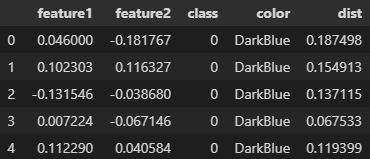 feature1 feature2 class color dist
0 0.046000 -0.181767 0 DarkBlue 0.187498
1 0.102303 0.116327 0 DarkBlue 0.154913
2 -0.131546 -0.038680 0 DarkBlue 0.137115
3 0.007224 -0.067146 0 DarkBlue 0.067533
4 0.112290 0.040584 0 DarkBlue 0.119399